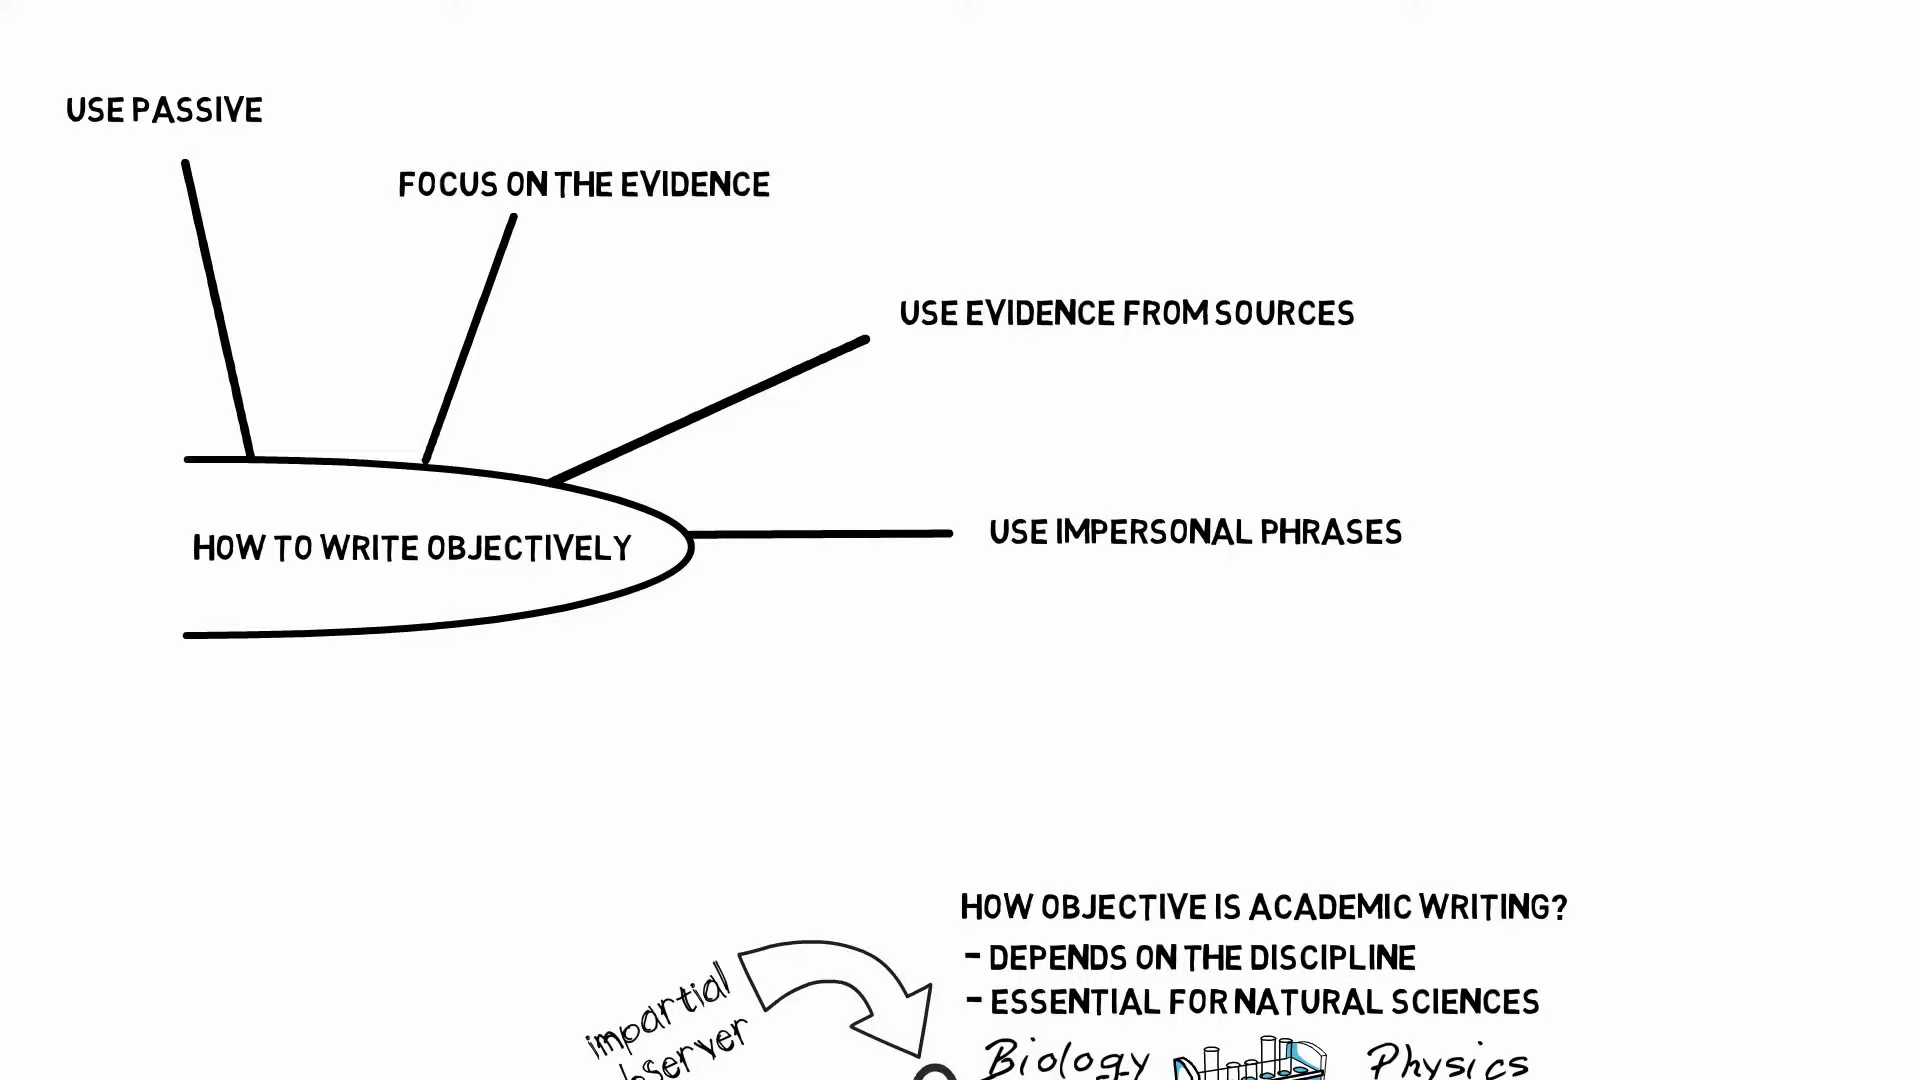 USE PASSIVE
FOCUS ON THE EVIDENCE
USE EVIDENCE FROM SOURCES
HOW TO WRITE OBJECTIVELY
USE IMPERSONAL PHRASES
HOW OBJECTIVE IS ACADEMIC WRITING?
- DEPENDS ON THE DISCIPLINE
- ESSENTIAL FOR NATURAL SCIENCES
impartial
Biology
Physics